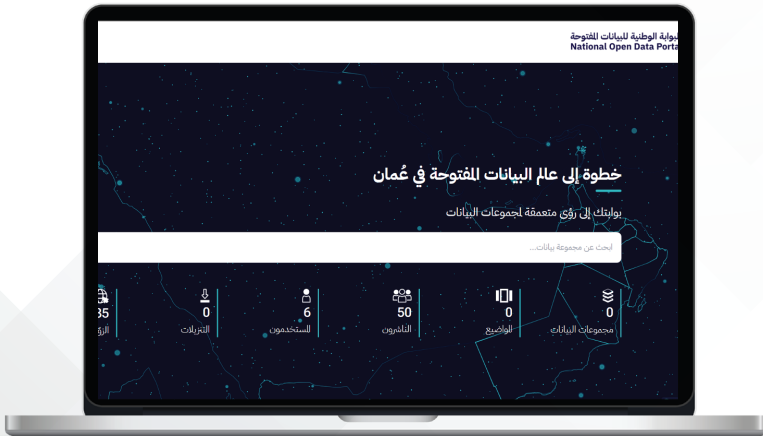 البوابة الوطنية للبيانات المفتوحة
National Open Data Porta
خطوة إلى عالم البيانات المفتوحة في عُمان
بوابتك إلى رؤى متعمقة لمجموعات البيانات
ابحث عن مجموعة بيانات...
0
مجموعات البيانات
0
المواضيع
50
الناشرون
6
المستخدمون
0
التنزيلات
35